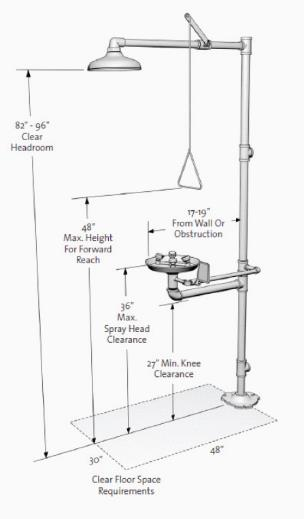 82" - 96"
Clear
Headroom
48"
Max. Height
For Forward
Reach
17-19"
From Wall Or
Obstruction
36"
Max.
Spray Head
Clearance
27" Min. Knee
Clearance
30"
48"
Clear Floor Space
Requirements